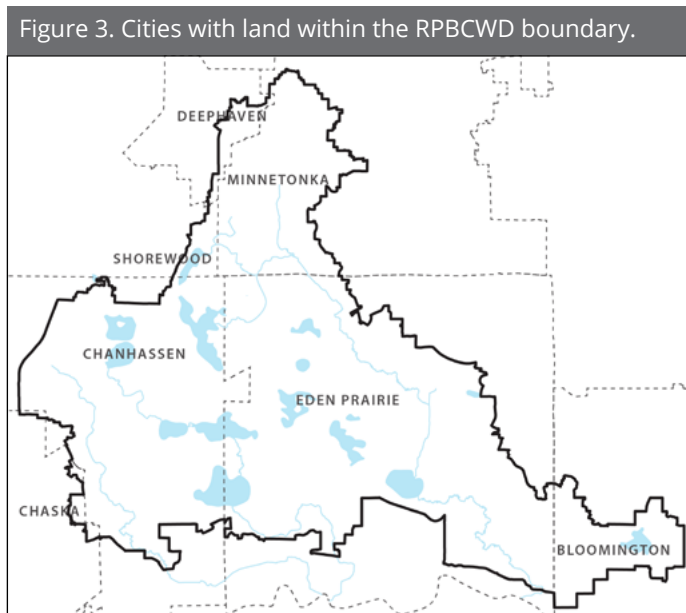 Figure 3. Cities with land within the RPBCWD boundary.
DEEPHAVEN
MINNETONKA
SHOREWOOD
CHANHASSEN
EDEN PRAIRIE
CHASKA
BLOOMINGTON